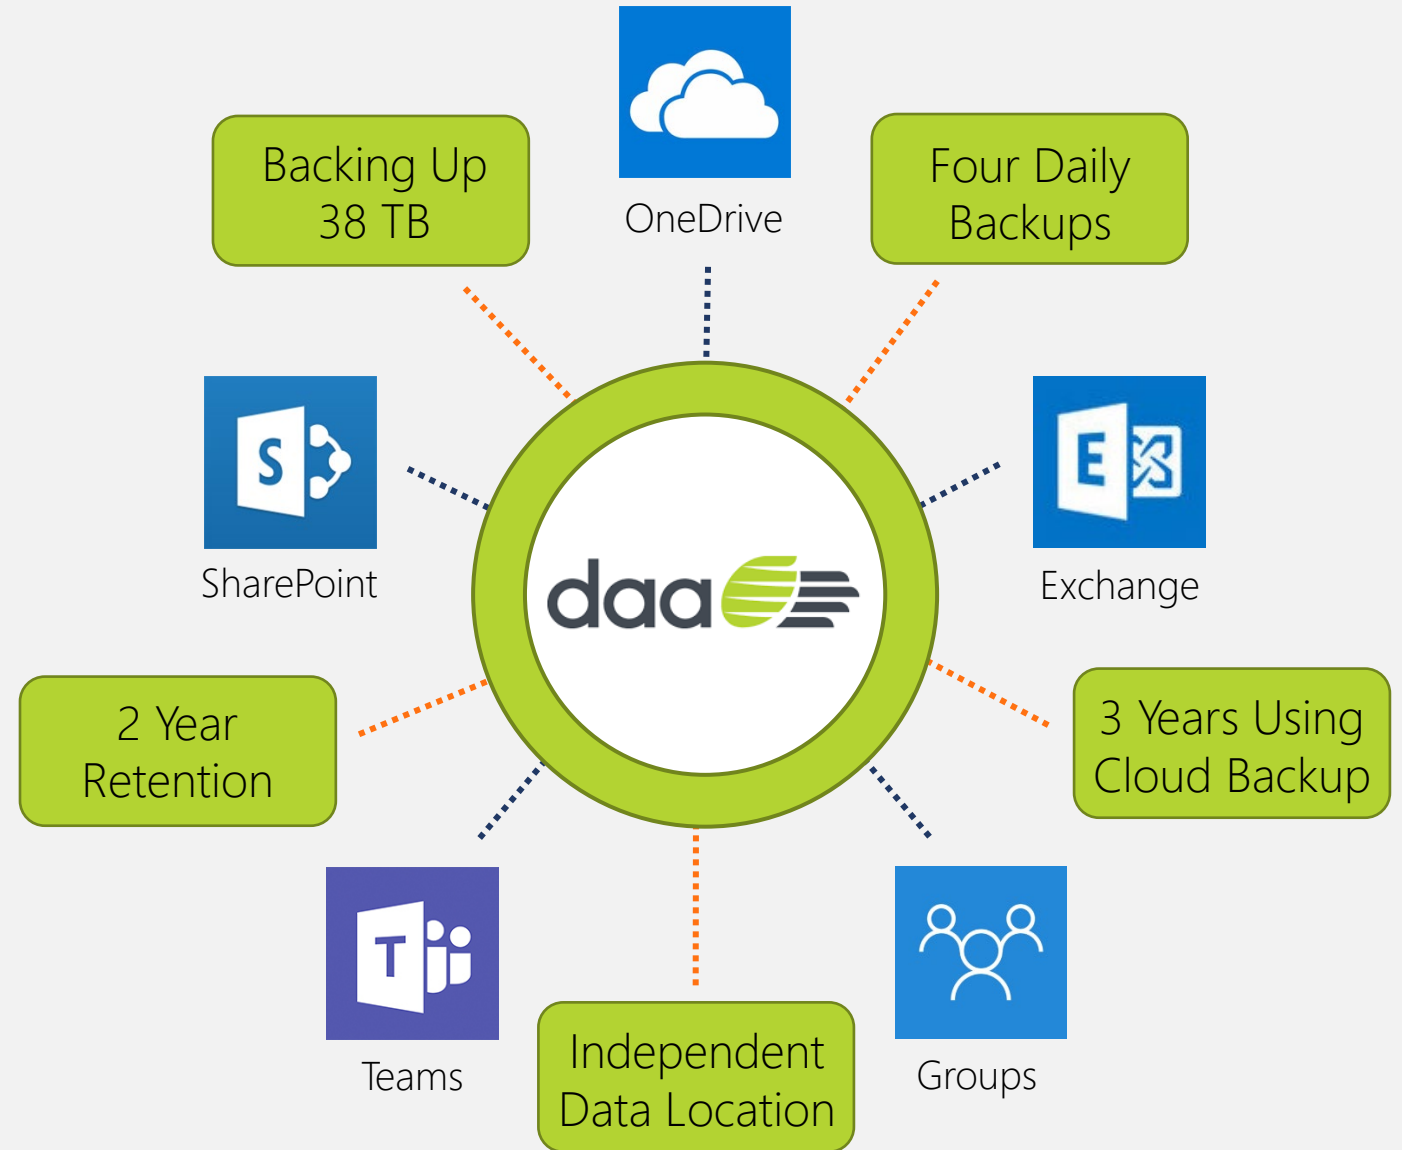 Backing Up
38 TB
OneDrive
Four Daily
Backups
S
SharePoint
E
Exchange
daa
2 Year
Retention
3 Years Using
Cloud Backup
T
Teams
Independent
Data Location
Groups